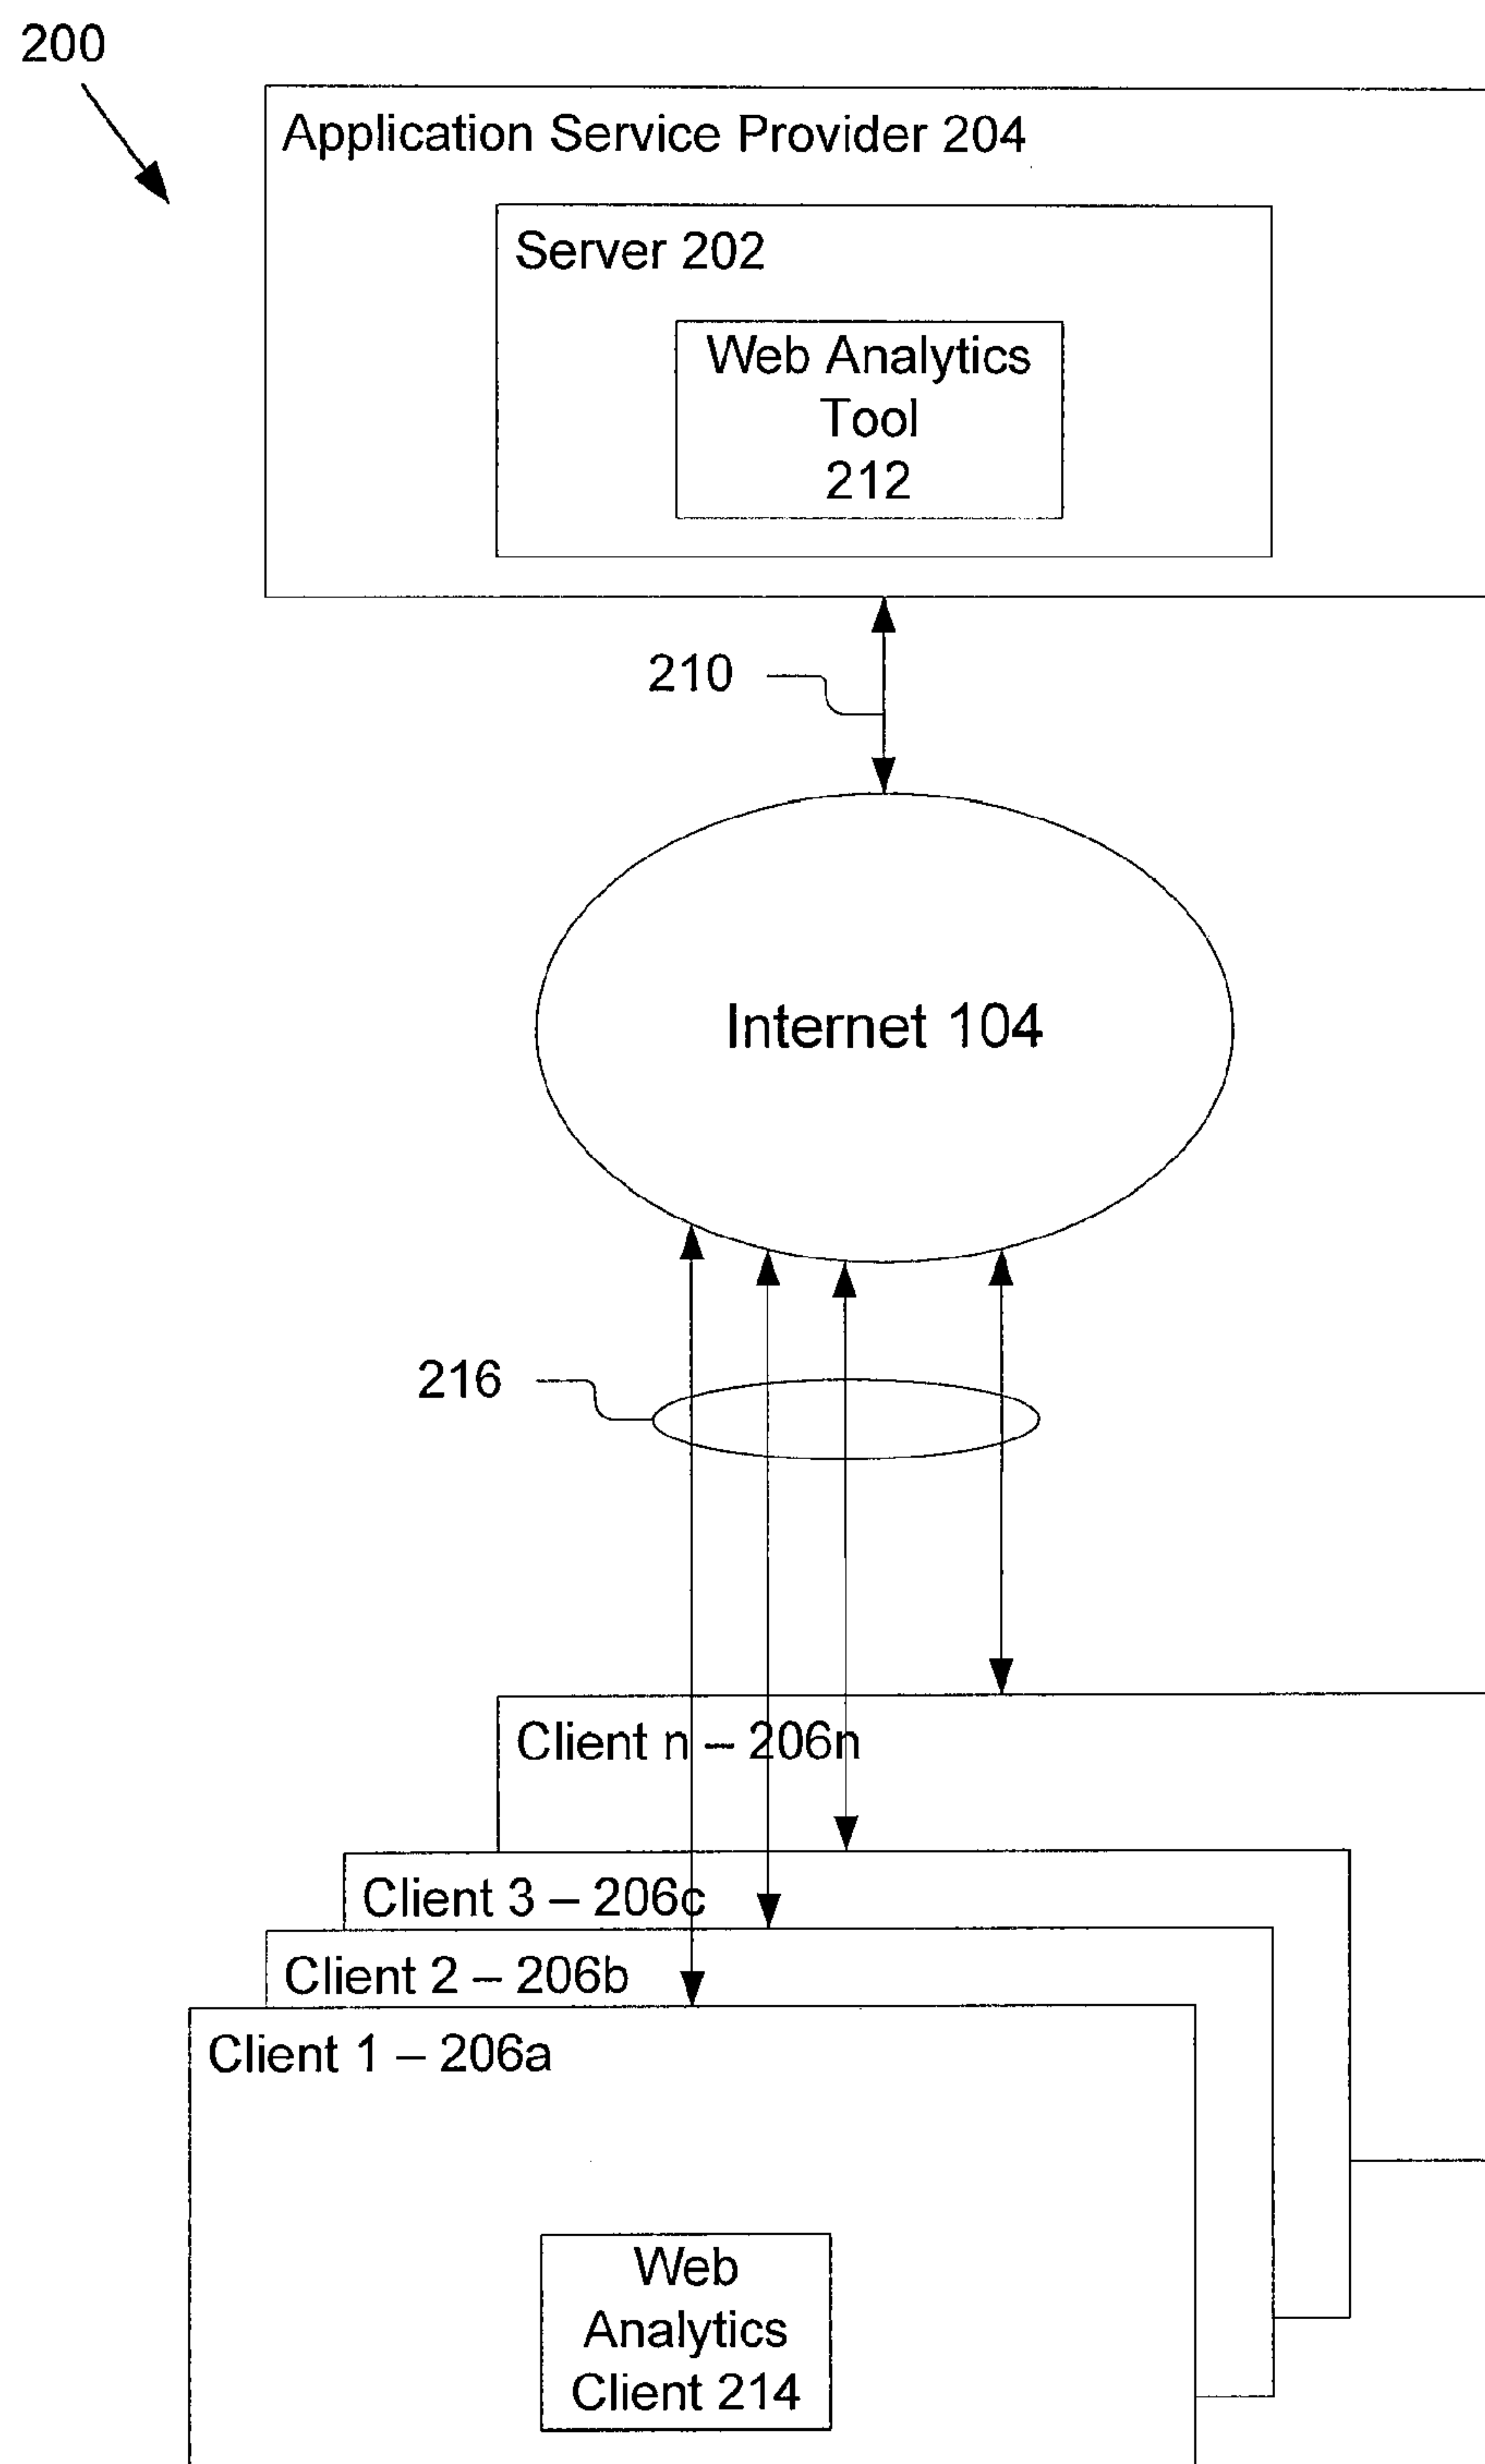 200
Application Service Provider 204
Server 202
Web Analytics
Tool
212
210
Internet 104
216
Client n – 206n
Client 3 – 206c
Client 2 – 206b
Client 1 – 206a
Web
Analytics
Client 214